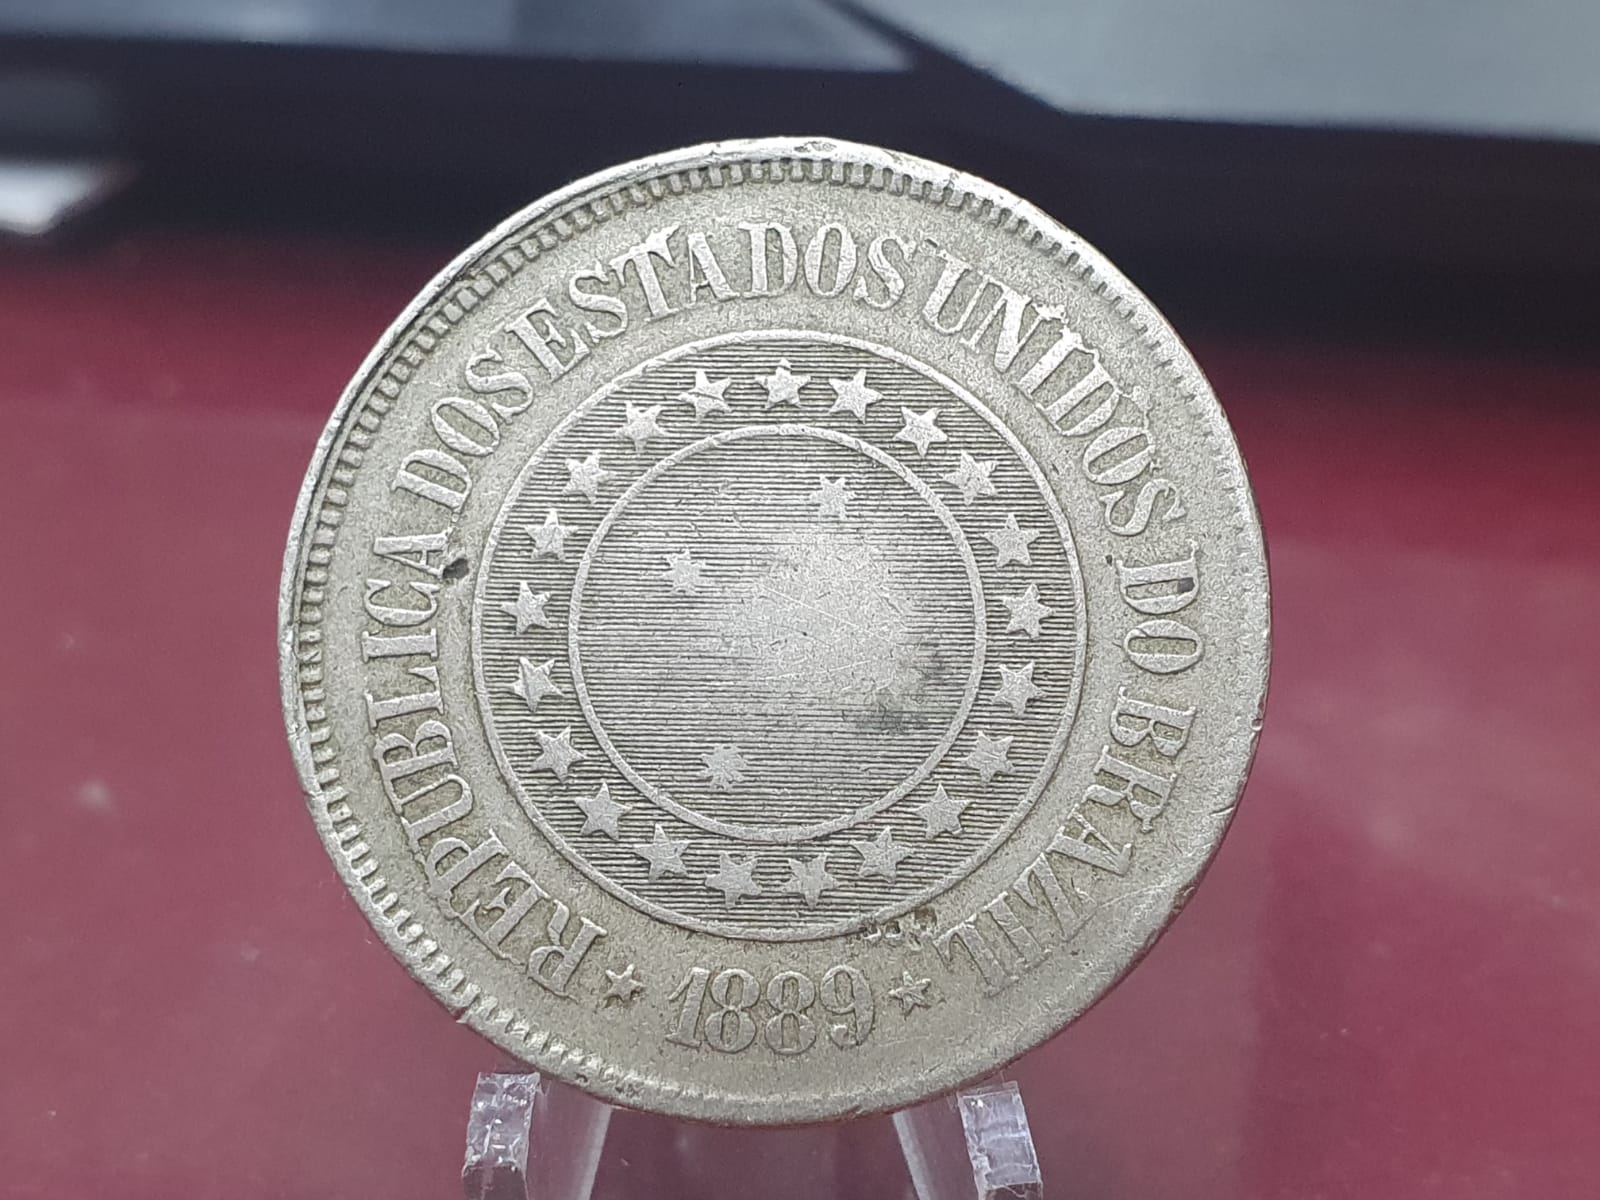 REPUBLICA DOS ESTADOS UNIDOS DO BRAZIL
1889